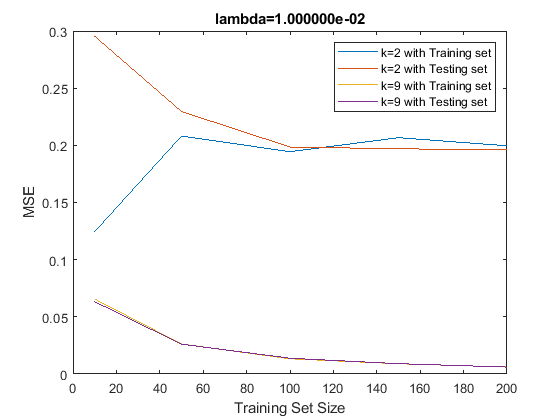 lambda=1.000000e-02
k=2 with Training set
k=2 with Testing set
k=9 with Training set
k=9 with Testing set
0.3
0.25
0.2
0.15
0.1
0.05
0
MSE
0 20 40 60 80 100 120 140 160 180 200
Training Set Size